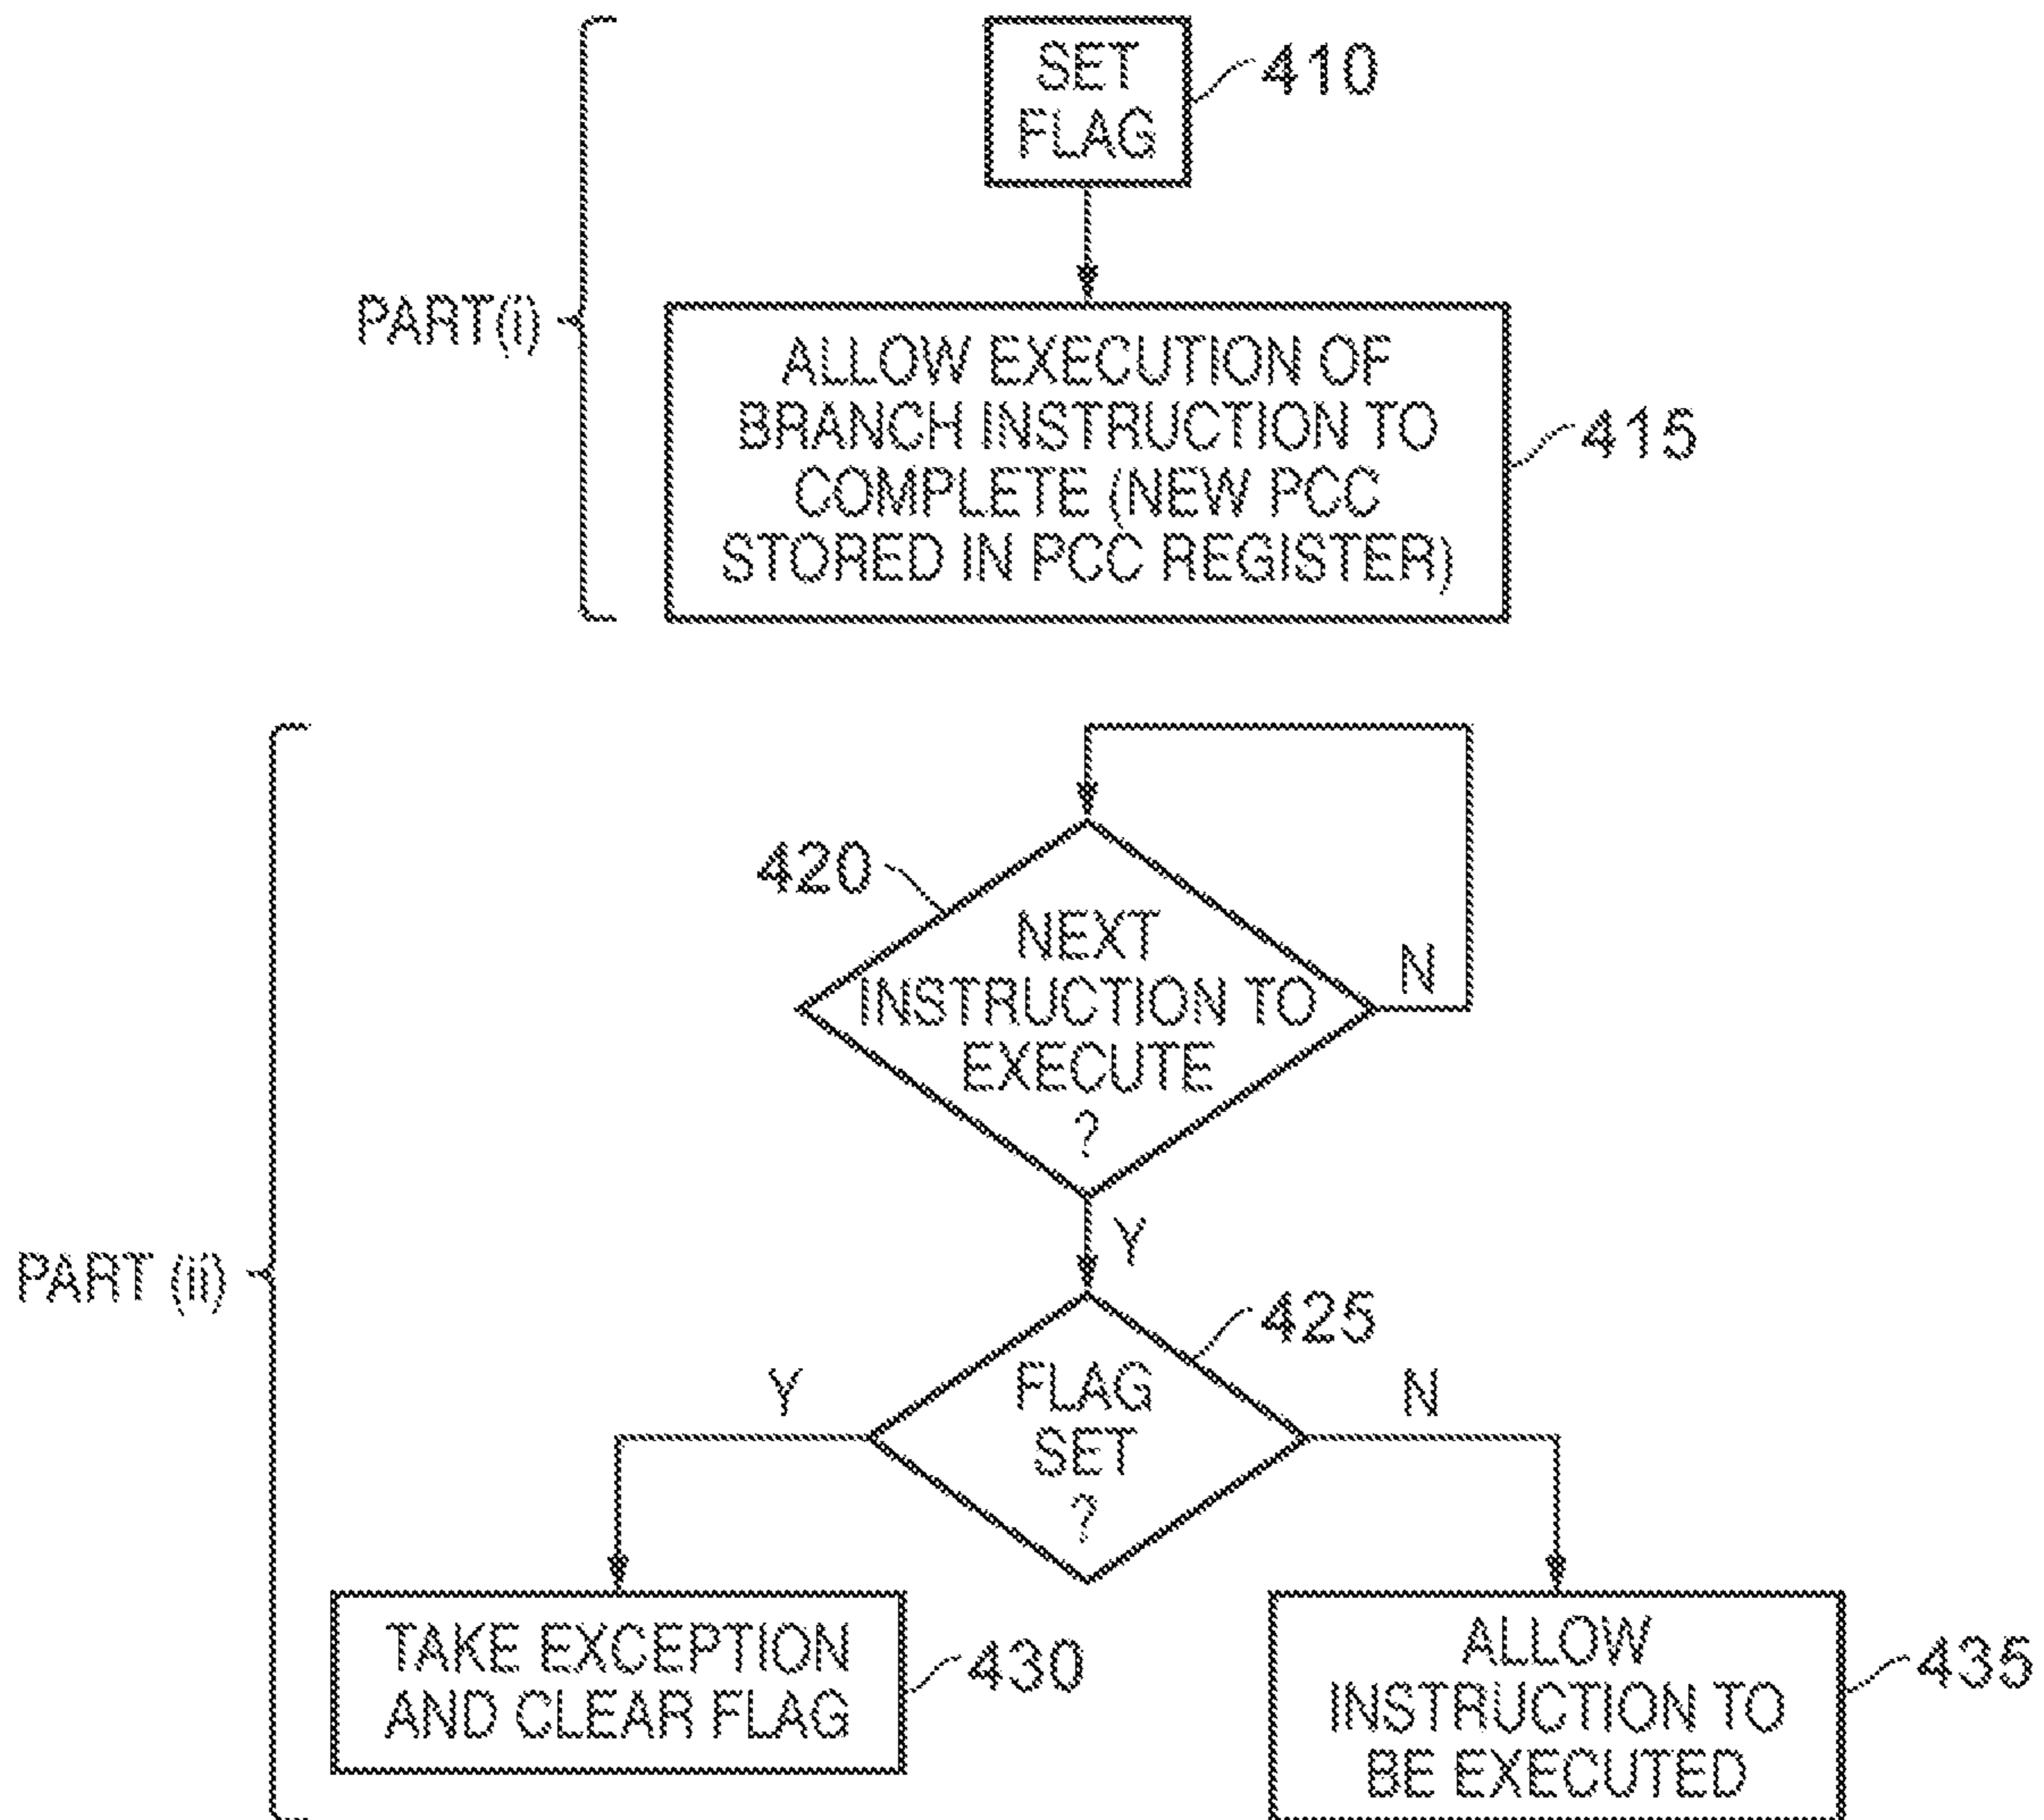 SET
FLAG
410
PART(i)
ALLOW EXECUTION OF
BRANCH INSTRUCTION TO
COMPLETE (NEW PCC
STORED IN PCC REGISTER)
415
420
NEXT
INSTRUCTION TO
EXECUTE
?
N
Y
PART (ii)
425
FLAG
SET
?
Y
N
TAKE EXCEPTION
AND CLEAR FLAG
430
ALLOW
INSTRUCTION TO
BE EXECUTED
435